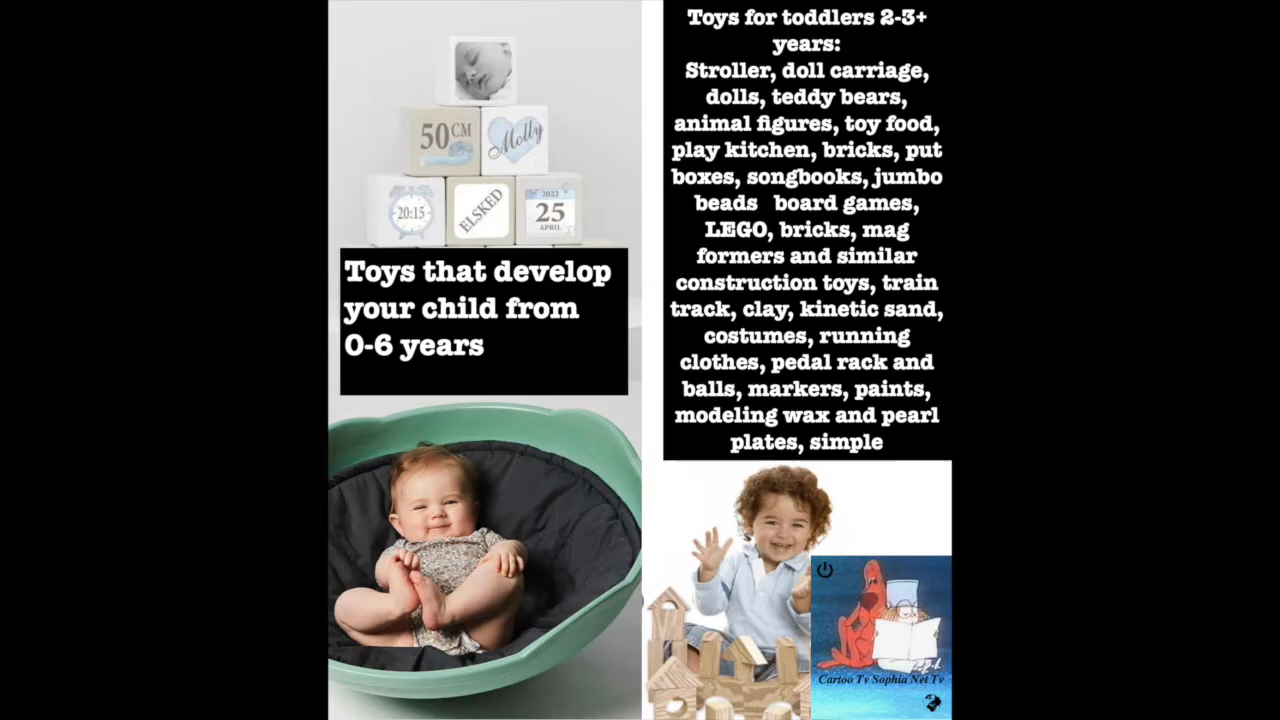 50CM
Molly
20:15
ELSKED
2022
25
APRIL
Toys that develop
your child from
0-6 years
Toys for toddlers 2-3+
years:
Stroller, doll carriage,
dolls, teddy bears,
animal figures, toy food,
play kitchen, bricks, put
boxes, songbooks, jumbo
beads board games,
LEGO, bricks, mag
formers and similar
construction toys, train
track, clay, kinetic sand,
costumes, running
clothes, pedal rack and
balls, markers, paints,
modeling wax and pearl
plates, simple
Cartoo Tv Sophia Net Tv